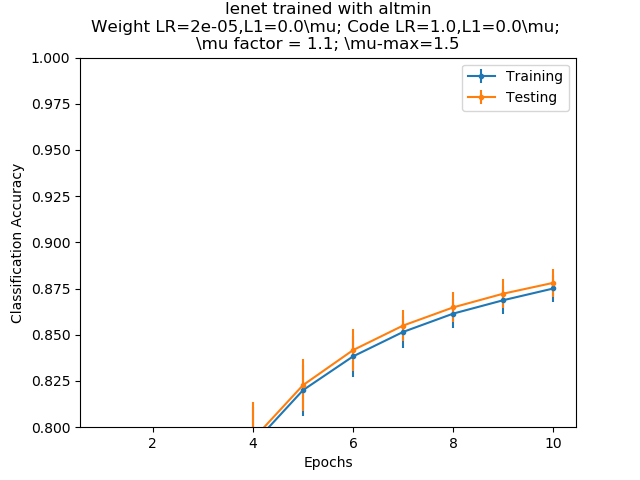 lenet trained with altmin
Weight LR=2e-05,L1=0.0\mu; Code LR=1.0,L1=0.0\mu;
\mu factor = 1.1; \mu-max=1.5
Training
Testing
Classification Accuracy
1.000
0.975
0.950
0.925
0.900
0.875
0.850
0.825
0.800
2 4 6 8 10
Epochs